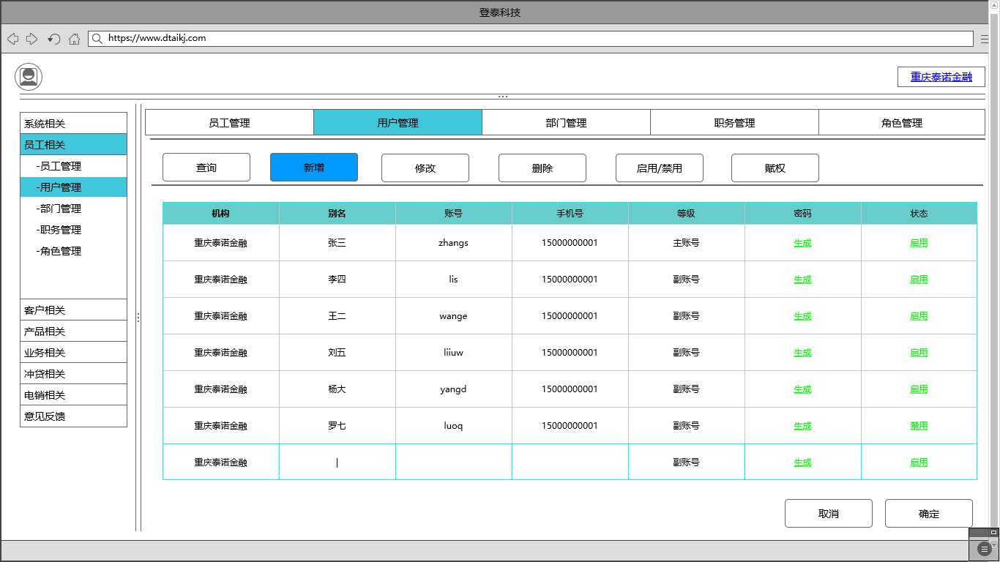 登泰科技
https://www.dtaikj.com
重庆泰诺金融
系统相关
员工相关
-员工管理
-用户管理
-部门管理
-职务管理
-角色管理
客户相关
产品相关
业务相关
冲贷相关
电销相关
意见反馈
员工管理 用户管理 部门管理 职务管理 角色管理
查询 新增 修改 删除 启用/禁用 赋权
机构 别名 账号 手机号 等级 密码 状态
重庆泰诺金融 张三 zhangs 15000000001 主账号 生成 启用
重庆泰诺金融 李四 lis 15000000001 副账号 生成 启用
重庆泰诺金融 王二 wange 15000000001 副账号 生成 启用
重庆泰诺金融 刘五 liiuw 15000000001 副账号 生成 启用
重庆泰诺金融 杨大 yangd 15000000001 副账号 生成 启用
重庆泰诺金融 罗七 luoq 15000000001 副账号 生成 禁用
重庆泰诺金融 | 副账号 生成 启用
取消 确定